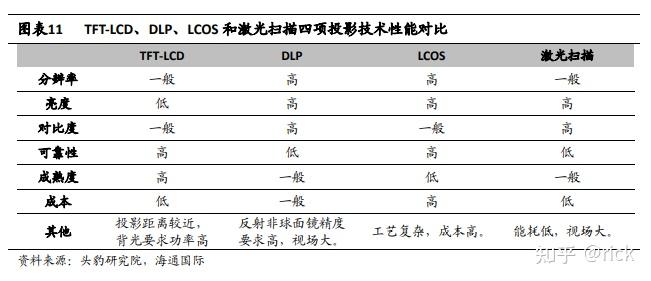 图表11 TFT-LCD、DLP、LCOS 和激光扫描四项投影技术性能对比
TFT-LCD DLP LCOS 激光扫描
分辨率 一般 高 高 一般
亮度 低 高 高 高
对比度 一般 高 一般 高
可靠性 高 低 高 低
成熟度 高 一般 低 一般
成本 低 一般 高 低
其他 投影距离较近， 反射非球面镜精度 工艺复杂，成本高。 能耗低，视场大。
背光要求功率高 要求高，视场大。
资料来源：头豹研究院，海通国际
知乎 @rick